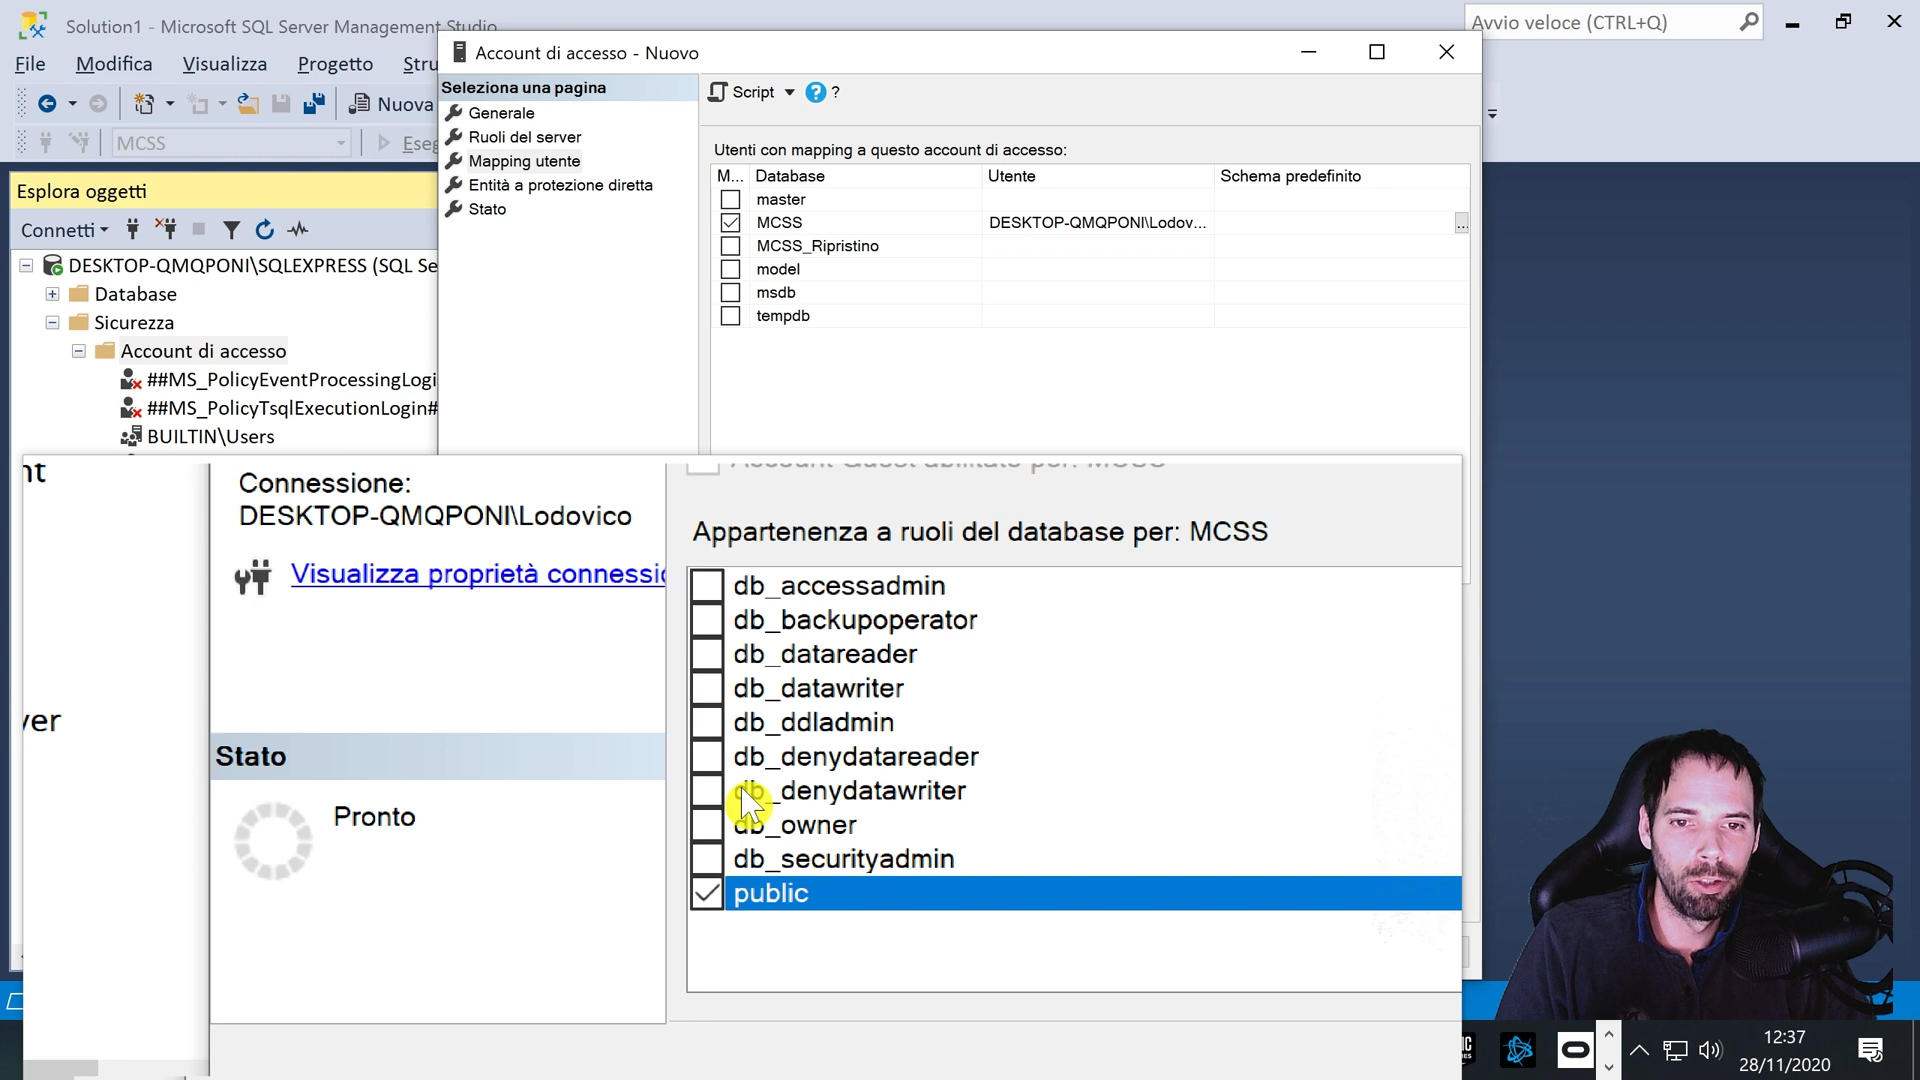 Solution1 - Microsoft SQL Server Management Studio
Avvio veloce (CTRL+Q)
File Modifica Visualizza Progetto Stru
Nuova
MCSS
Eseg
Esplora oggetti
Connetti
DESKTOP-QMQPONI\SQLEXPRESS (SQL Se
Database
Sicurezza
Account di accesso
##MS_PolicyEventProcessingLogi
##MS_PolicyTsqlExecutionLogin#
BUILTIN\Users
Account di accesso - Nuovo
Seleziona una pagina
Generale
Ruoli del server
Mapping utente
Entità a protezione diretta
Stato
Script ? ?
Utenti con mapping a questo account di accesso:
M... Database Utente Schema predefinito
master
MCSS DESKTOP-QMQPONI\Lodov... ...
MCSS_Ripristino
model
msdb
tempdb
nt
ver
Connessione:
DESKTOP-QMQPONI\Lodovico
Visualizza proprietà connessio
Stato
Pronto
Appartenenza a ruoli del database per: MCSS
db_accessadmin
db_backupoperator
db_datareader
db_datawriter
db_ddladmin
db_denydatareader
db_denydatawriter
db_owner
db_securityadmin
public
12:37
28/11/2020